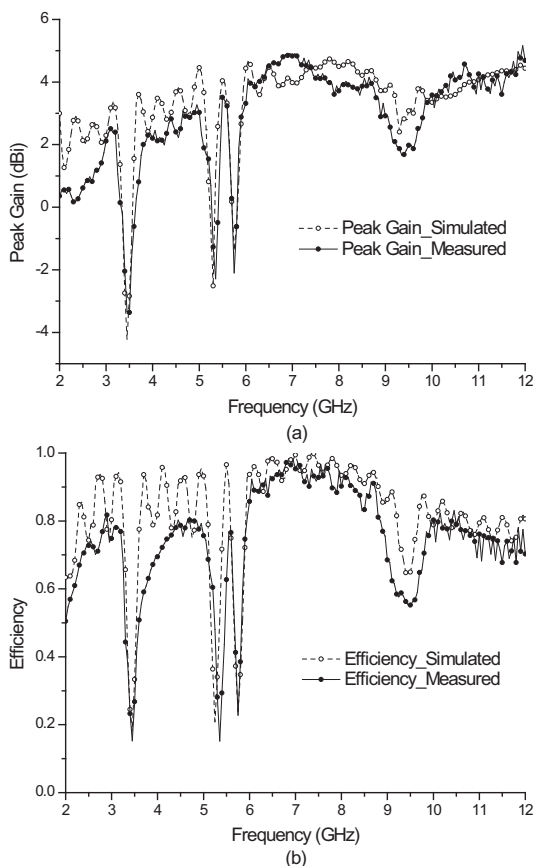 6
4
2
0
-2
-4
Peak Gain (dBi)
Peak Gain_Simulated
Peak Gain_Measured
2 3 4 5 6 7 8 9 10 11 12
Frequency (GHz)
(a)
1.0
0.8
0.6
0.4
0.2
0.0
Efficiency
Efficiency_Simulated
Efficiency_Measured
2 3 4 5 6 7 8 9 10 11 12
Frequency (GHz)
(b)